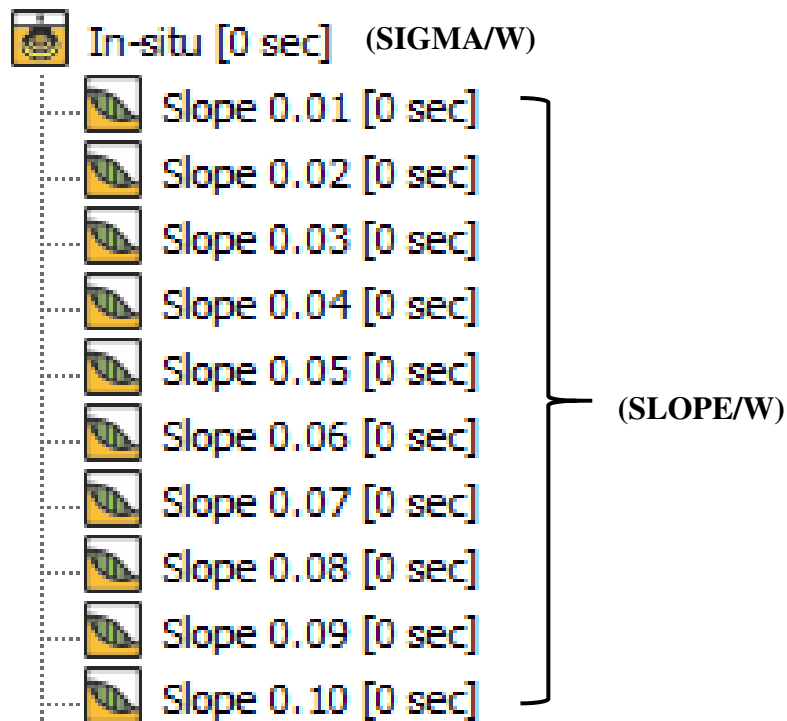 In-situ [0 sec] (SIGMA/W)
Slope 0.01 [0 sec]
Slope 0.02 [0 sec]
Slope 0.03 [0 sec]
Slope 0.04 [0 sec]
Slope 0.05 [0 sec]
(SLOPE/W)
Slope 0.06 [0 sec]
Slope 0.07 [0 sec]
Slope 0.08 [0 sec]
Slope 0.09 [0 sec]
Slope 0.10 [0 sec]